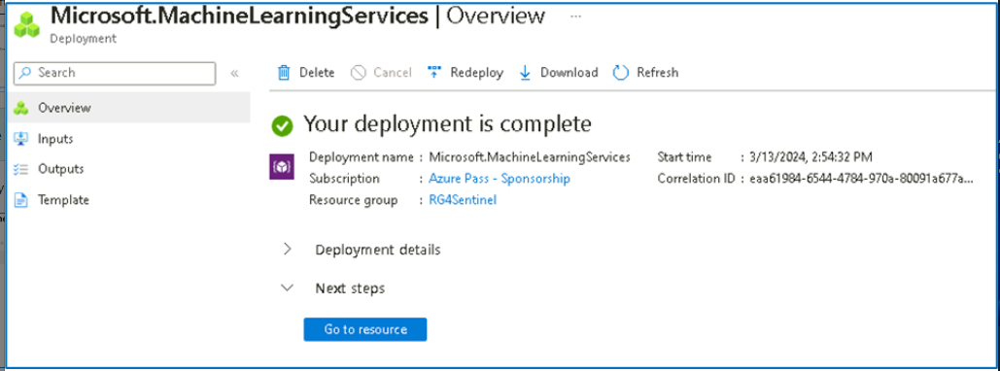 Microsoft.MachineLearningServices | Overview ...
Deployment
Search
«
Delete Cancel Redeploy Download Refresh
Overview
Inputs
Outputs
Template
Your deployment is complete
Deployment name : Microsoft.MachineLearningServices Start time : 3/13/2024, 2:54:32 PM
Subscription : Azure Pass - Sponsorship Correlation ID : eaa61984-6544-4784-970a-80091a677a...
Resource group : RG4Sentinel
Deployment details
Next steps
Go to resource